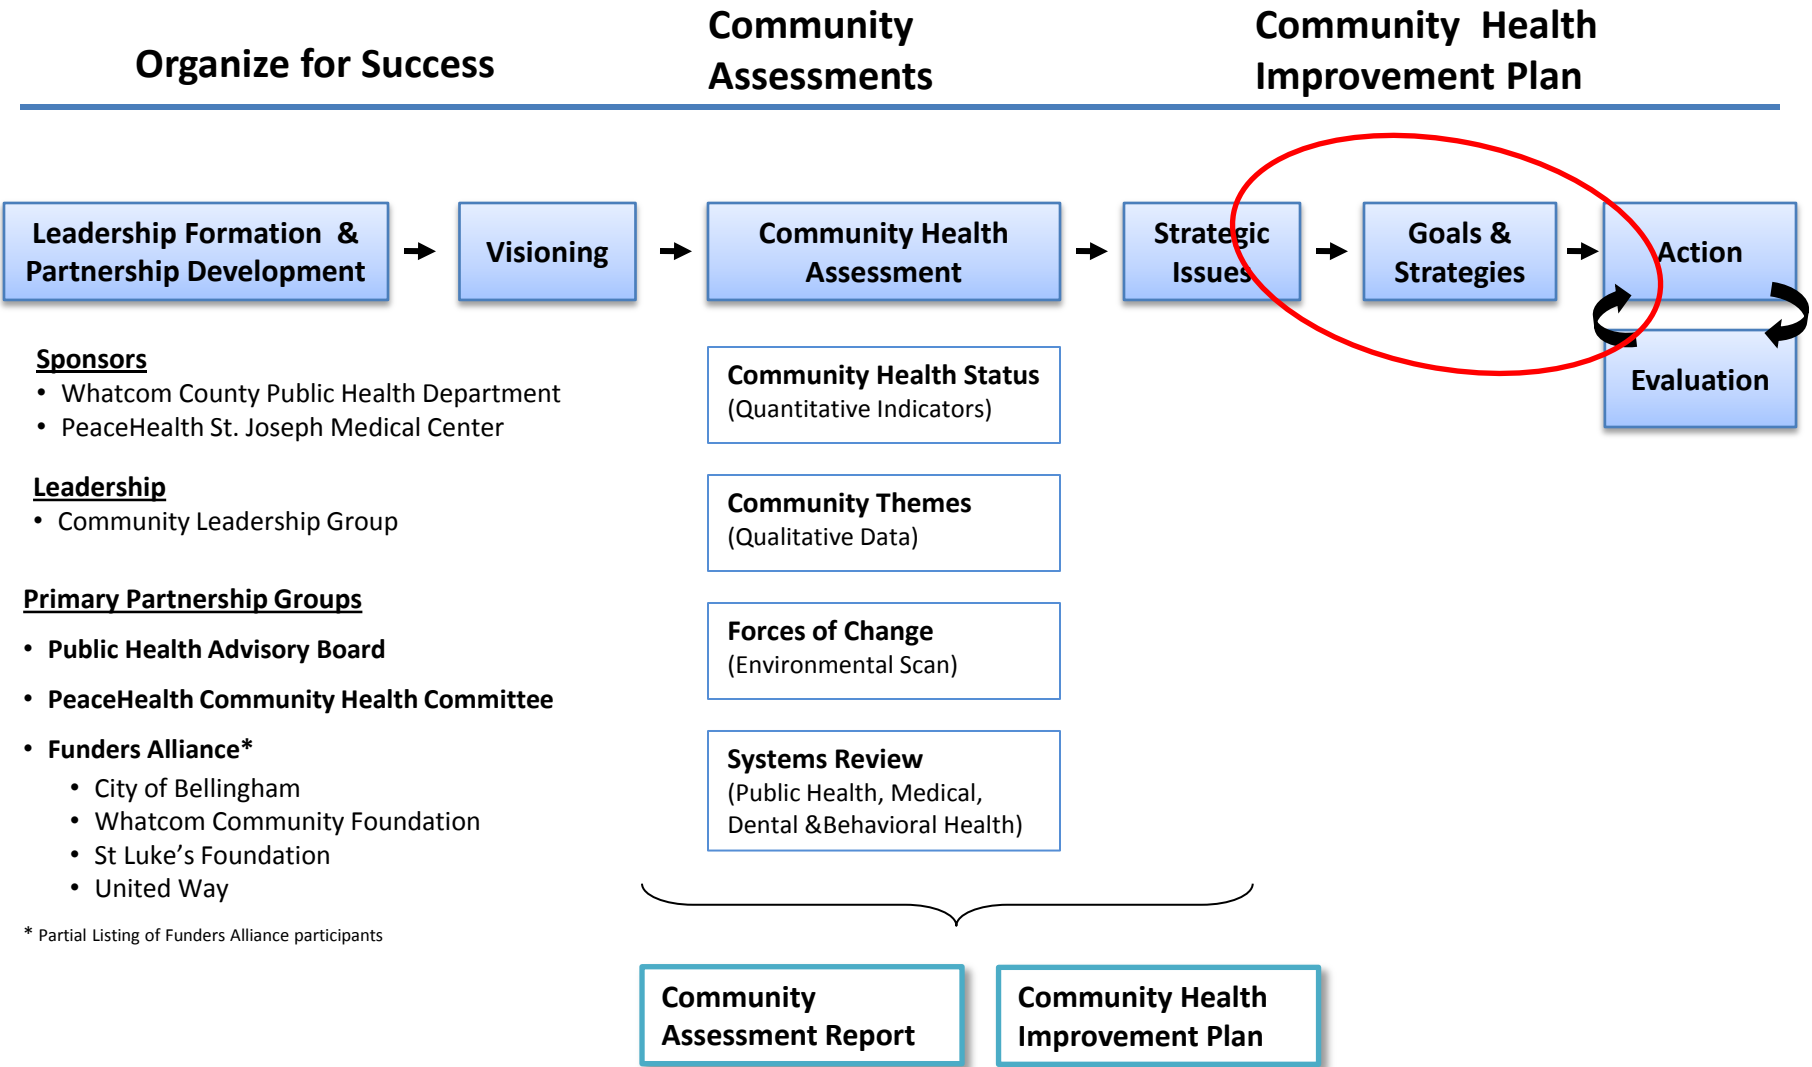 Organize for Success
Community
Assessments
Community Health
Improvement Plan
Leadership Formation &
Partnership Development
Visioning
Community Health
Assessment
Strategic
Issues
Goals &
Strategies
Action
Evaluation
Sponsors
• Whatcom County Public Health Department
• PeaceHealth St. Joseph Medical Center
Leadership
• Community Leadership Group
Primary Partnership Groups
• Public Health Advisory Board
• PeaceHealth Community Health Committee
• Funders Alliance*
• City of Bellingham
• Whatcom Community Foundation
• St Luke's Foundation
• United Way
* Partial Listing of Funders Alliance participants
Community Health Status
(Quantitative Indicators)
Community Themes
(Qualitative Data)
Forces of Change
(Environmental Scan)
Systems Review
(Public Health, Medical,
Dental &Behavioral Health)
Community
Assessment Report
Community Health
Improvement Plan